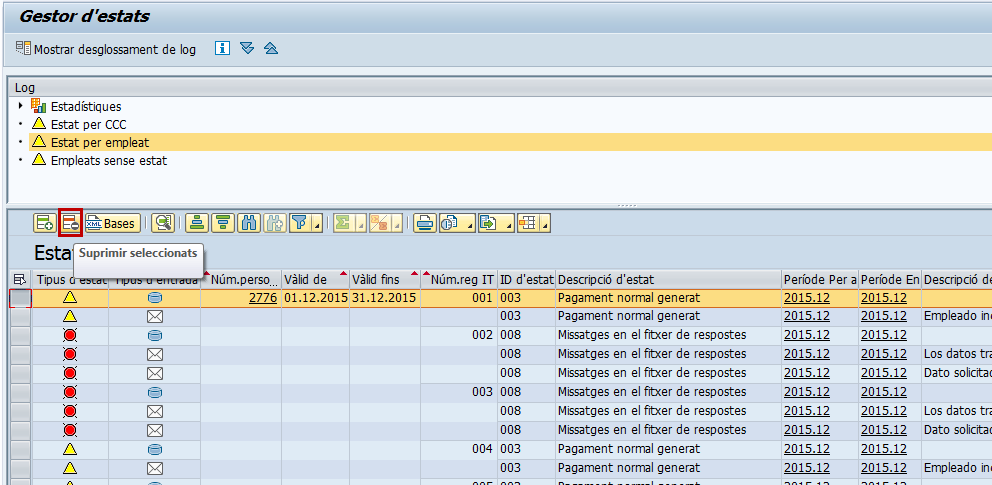 Gestor d'estats
Mostrar desglossament de log
Log
Estadístiques
Estat per CCC
Estat per empleat
Empleats sense estat
XML Bases
Esta
Suprimir seleccionats
Tipus d'estat Tipus d'entrada Núm.perso... Vàlid de Vàlid fins Núm.reg IT ID d'estat Descripció d'estat Període Per a Període En Descripció de
2776 01.12.2015 31.12.2015 001 003 Pagament normal generat 2015.12 2015.12
003 Pagament normal generat 2015.12 2015.12 Empleado in
002 008 Missatges en el fitxer de respostes 2015.12 2015.12
008 Missatges en el fitxer de respostes 2015.12 2015.12 Los datos tra
008 Missatges en el fitxer de respostes 2015.12 2015.12 Dato solicitad
003 008 Missatges en el fitxer de respostes 2015.12 2015.12
008 Missatges en el fitxer de respostes 2015.12 2015.12 Los datos tra
008 Missatges en el fitxer de respostes 2015.12 2015.12 Dato solicitad
004 003 Pagament normal generat 2015.12 2015.12
003 Pagament normal generat 2015.12 2015.12 Empleado in